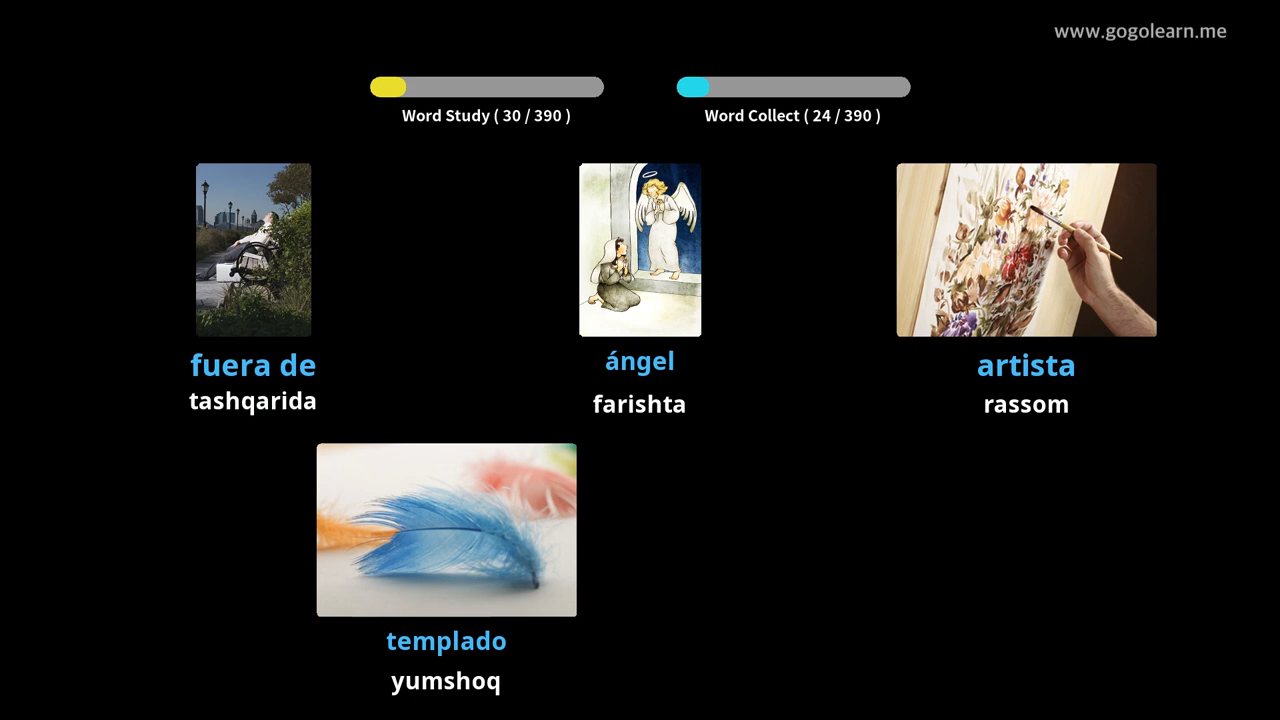 www.gogolearn.me
Word Study ( 30 / 390 )
Word Collect ( 24 / 390 )
fuera de
tashqarida
ángel
farishta
artista
rassom
templado
yumshoq